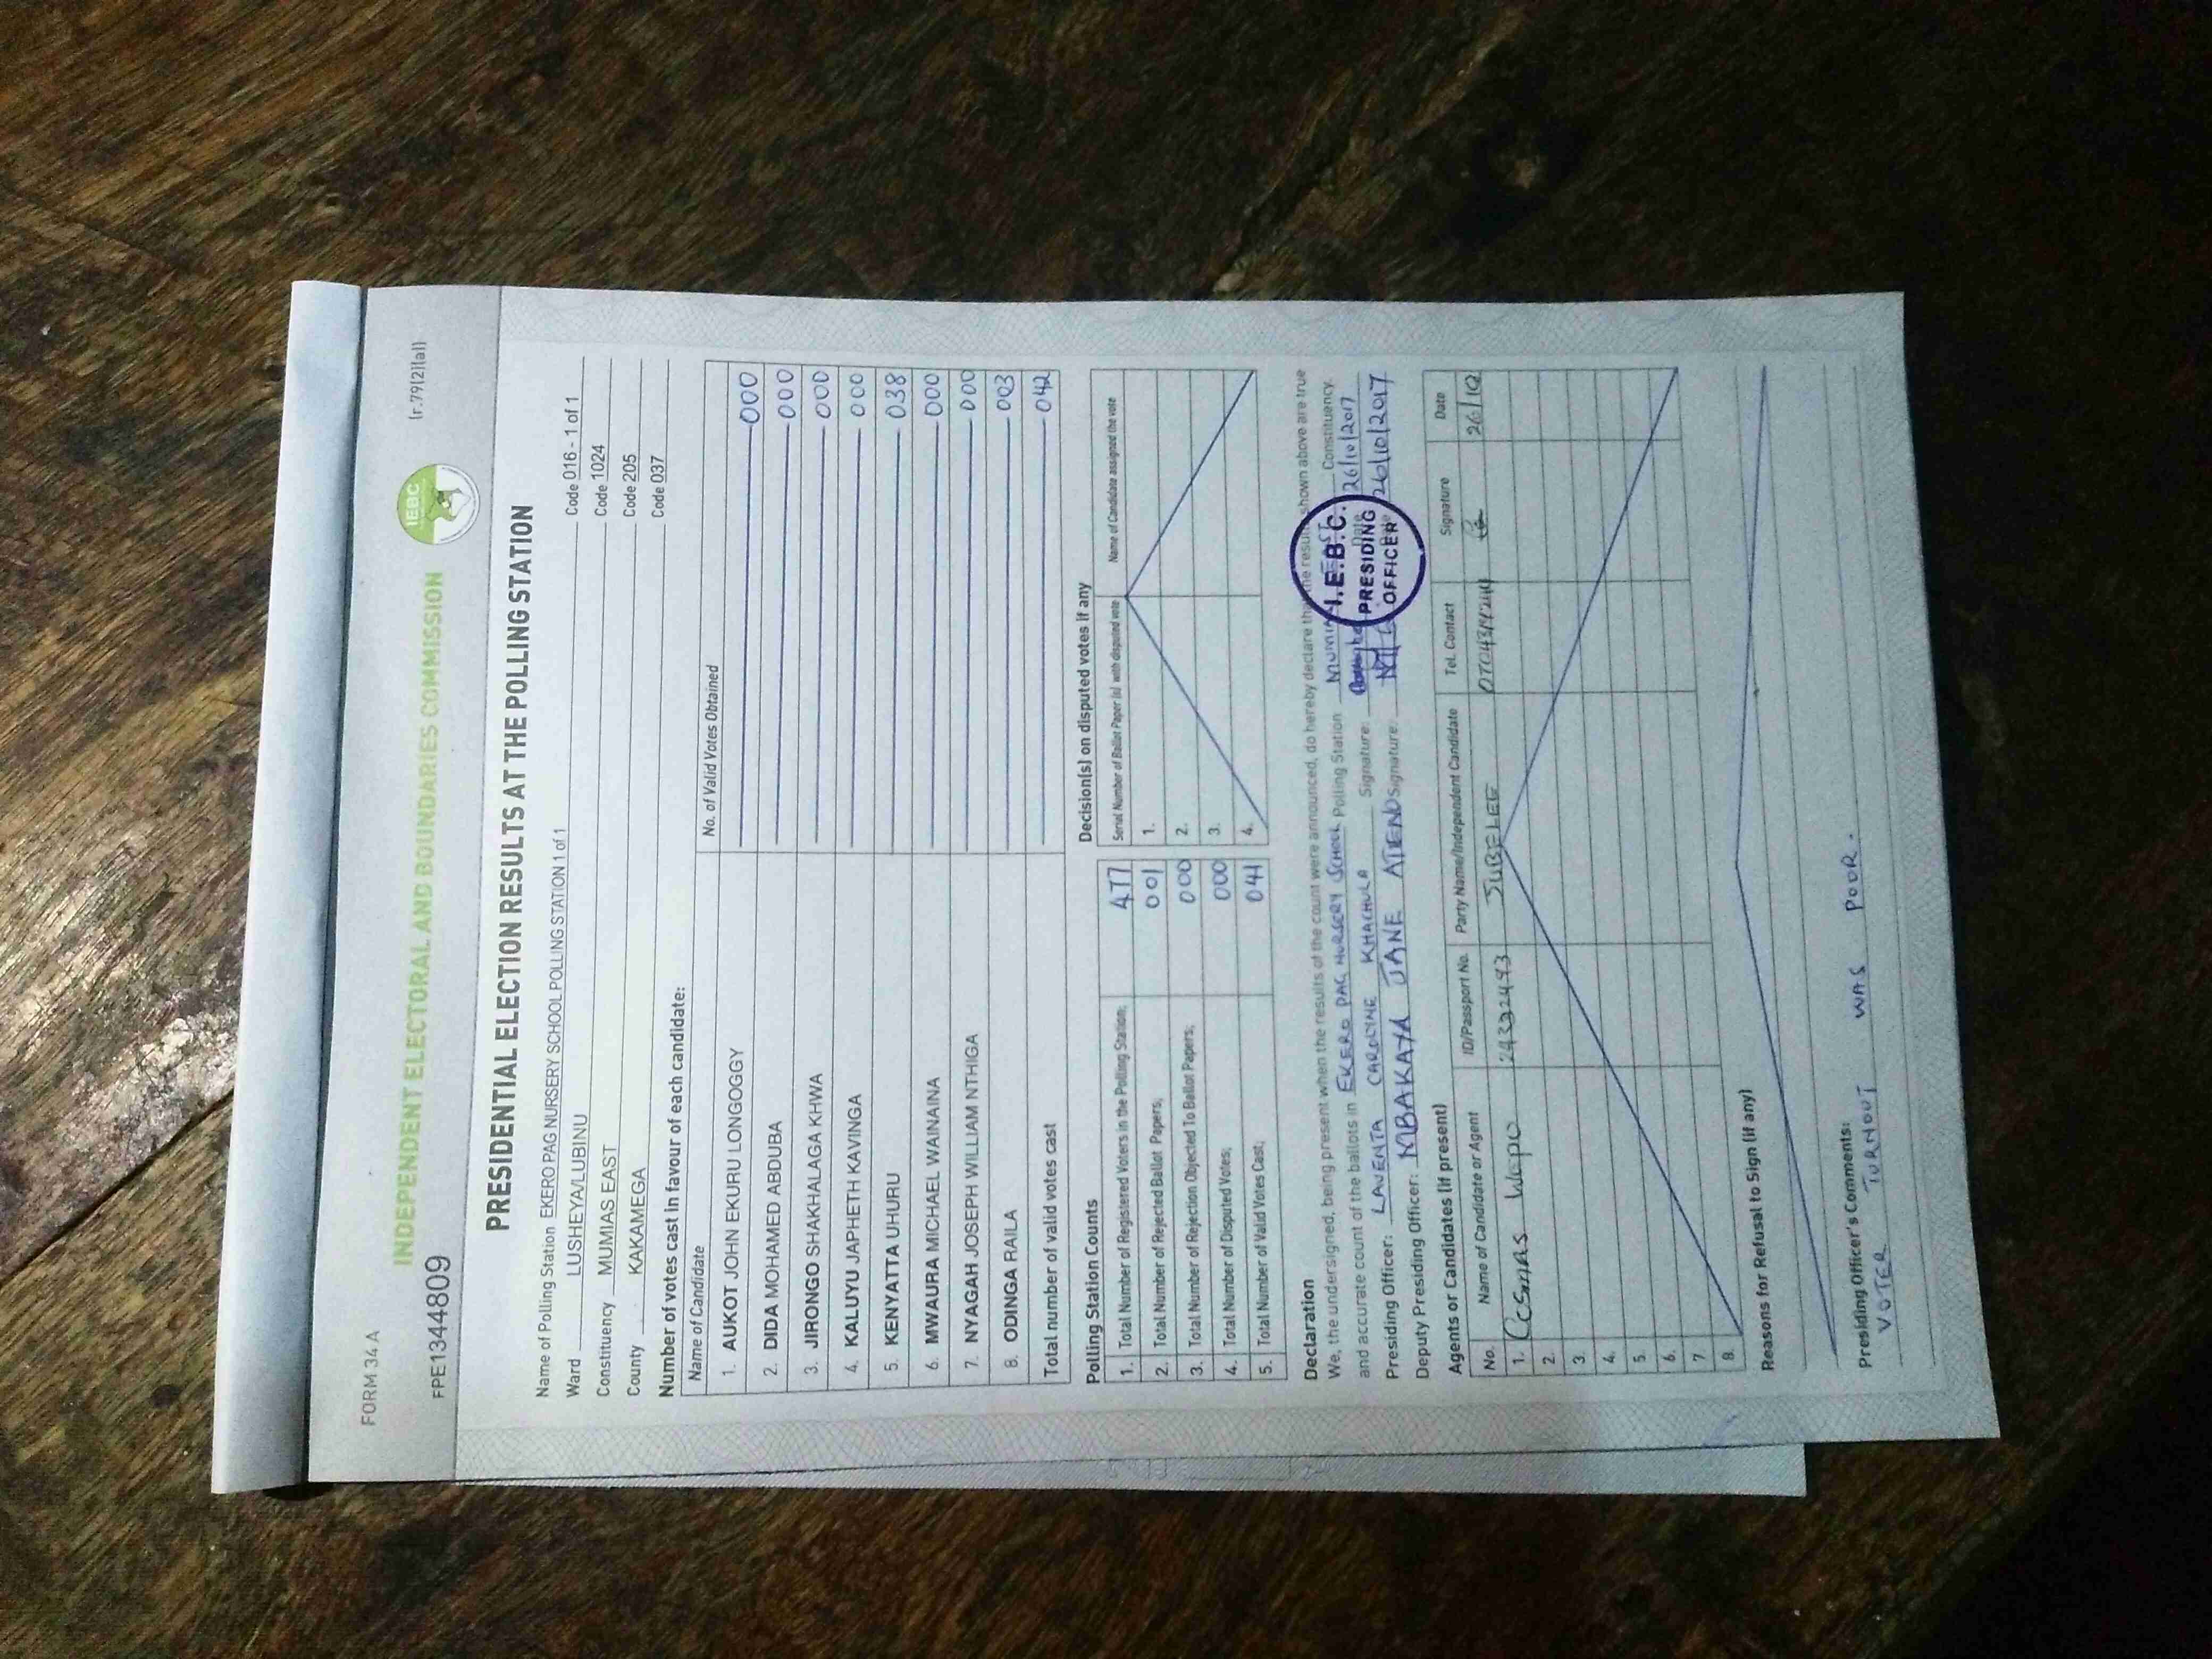 FORM 34A
(r.79(2)(a))
IEBC
INDEPENDENT ELECTORAL AND BOUNDARIES COMMISSION
FPE1344809
PRESIDENTIAL ELECTION RESULTS AT THE POLLING STATION
Name of Polling Station EKERO PAG NURSERY SCHOOL POLLING STATION 1 of 1 Code 016 - 1 of 1
Ward LUSHEYA/LUBINU Code 1024
Constituency MUMIAS EAST Code 205
County KAKAMEGA Code 037
Number of votes cast in favour of each candidate:
Name of Candidate No. of Valid Votes Obtained
1. AUKOT JOHN EKURU LONGOGGY 000
2. DIDA MOHAMED ABDUBA 000
3. JIRONGO SHAKHALAGA KHWA 000
4. KALUYU JAPHETH KAVINGA 000
5. KENYATTA UHURU 038
6. MWAURA MICHAEL WAINAINA 000
7. NYAGAH JOSEPH WILLIAM NTHIGA 000
8. ODINGA RAILA 003
Total number of valid votes cast 042
Polling Station Counts
1. Total Number of Registered Voters in the Polling Station; 477
2. Total Number of Rejected Ballot Papers; 001
3. Total Number of Rejection Objected To Ballot Papers; 000
4. Total Number of Disputed Votes; 000
5. Total Number of Valid Votes Cast; 041
Decision(s) on disputed votes if any
Serial Number of Ballot Paper (s) with disputed vote Name of Candidate assigned the vote
1.
2.
3.
4.
Declaration
We, the undersigned, being present when the results of the count were announced, do hereby declare that the results shown above are true
and accurate count of the ballots in EKERO PAG NURSERY SCHOOL Polling Station Constituency.
Presiding Officer: LAVENTA CAROLYNE KHACHULA Signature: Date 26/10/2017
Deputy Presiding Officer: MBAKAYA JANE ATIENO Signature: 26/10/2017
I.E.B.C.
PRESIDING
OFFICER
Agents or Candidates (if present)
No. Name of Candidate or Agent ID/Passport No. Party Name/Independent Candidate Tel. Contact Signature Date
1. Cosmas Wapo JUBELEE 26/10
2.
3.
4.
5.
6.
7.
8.
Reasons for Refusal to Sign (if any)
Presiding Officer's Comments:
VOTER TURNOUT WAS POOR.